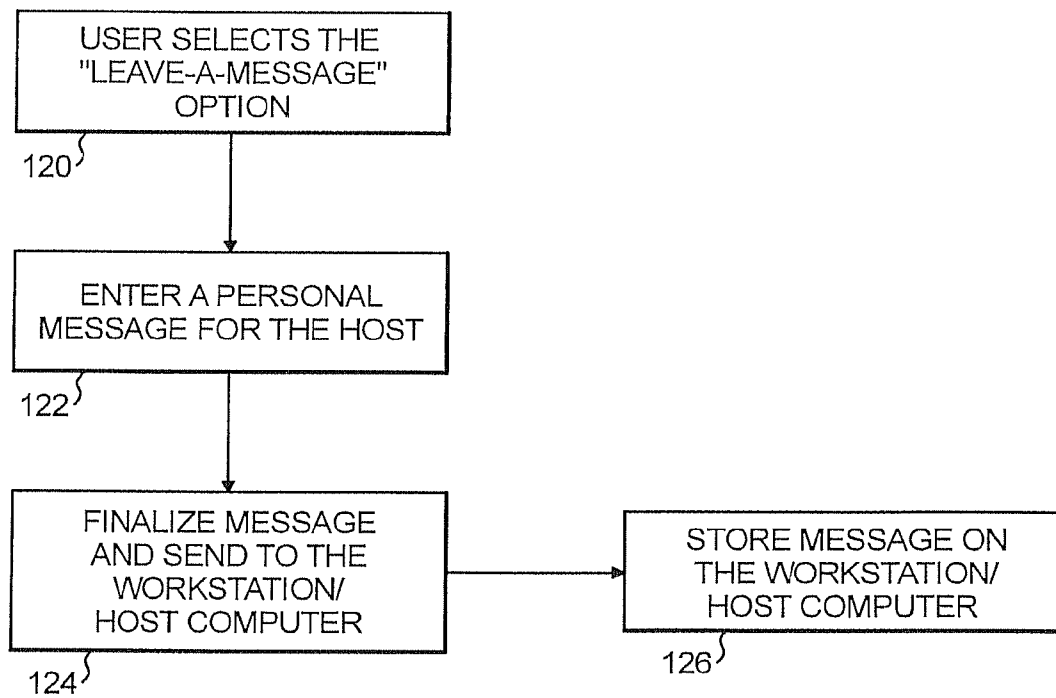 USER SELECTS THE
"LEAVE-A-MESSAGE"
OPTION
120
ENTER A PERSONAL
MESSAGE FOR THE HOST
122
FINALIZE MESSAGE
AND SEND TO THE
WORKSTATION/
HOST COMPUTER
124
STORE MESSAGE ON
THE WORKSTATION/
HOST COMPUTER
126